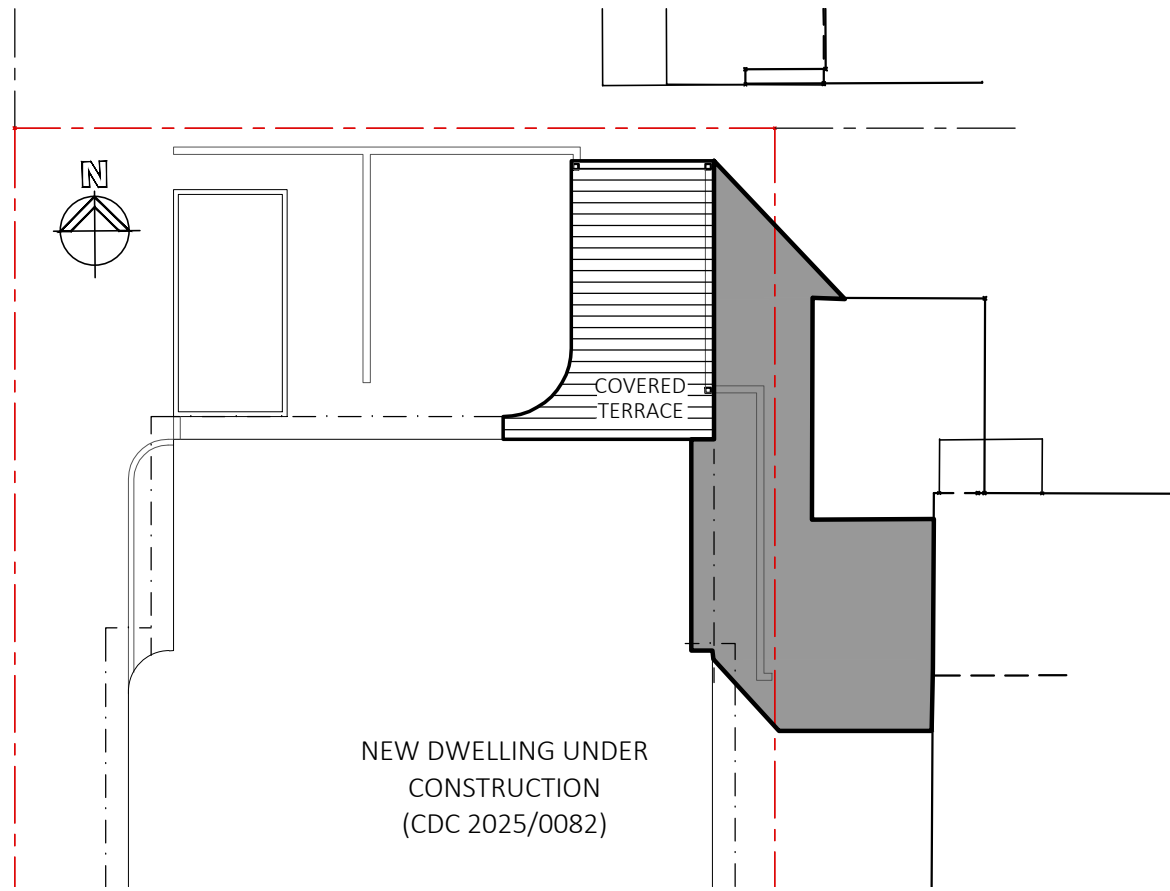 N
COVERED
TERRACE
NEW DWELLING UNDER
CONSTRUCTION
(CDC 2025/0082)